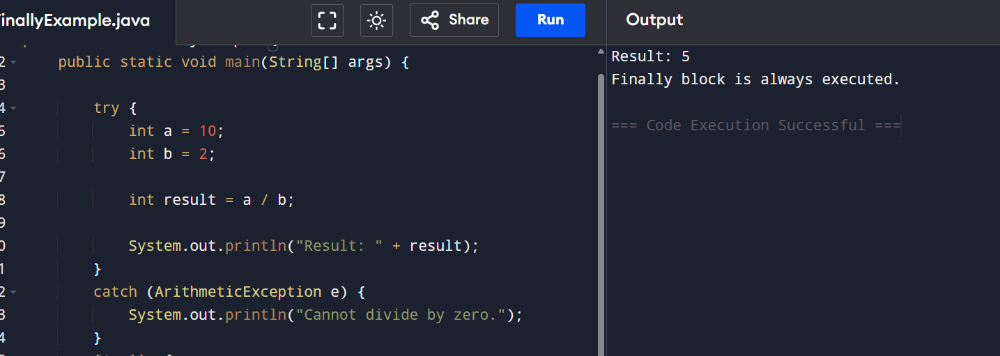 inallyExample.java
Share
Run
Output
2 public static void main(String[] args) {
3
4 try {
5 int a = 10;
6 int b = 2;
7
8 int result = a / b;
9
0 System.out.println("Result: " + result);
1 }
2 catch (ArithmeticException e) {
3 System.out.println("Cannot divide by zero.");
4 }
Result: 5
Finally block is always executed.
=== Code Execution Successful ===